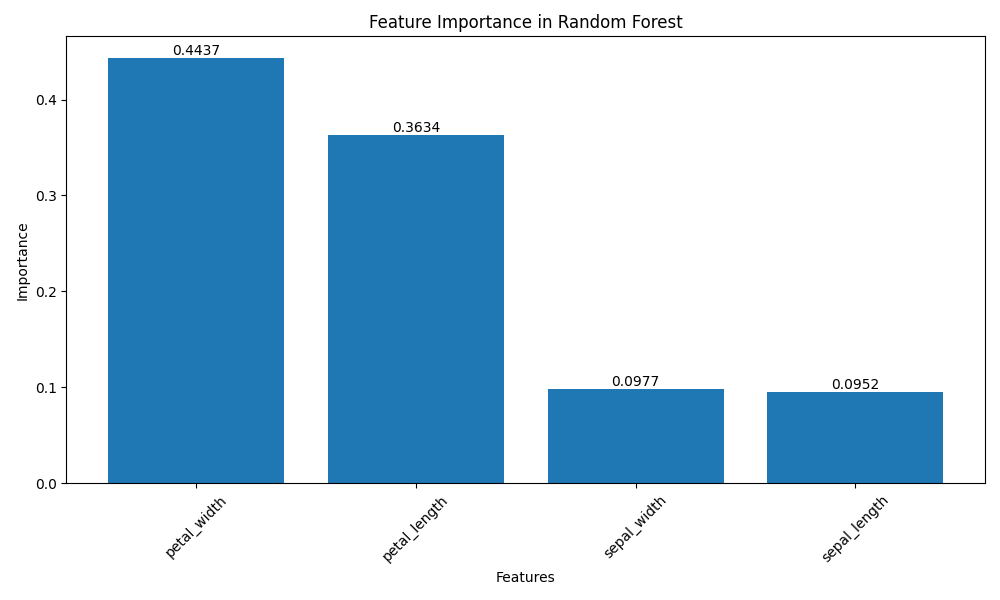 Feature Importance in Random Forest
0.4437
0.3634
0.0977
0.0952
0.4
0.3
0.2
0.1
0.0
Importance
petal_width
petal_length
sepal_width
sepal_length
Features